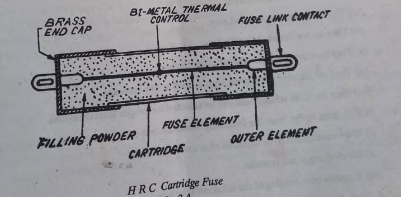 BRASS
END CAP
BI-METAL THERMAL
CONTROL
FUSE LINK CONTACT
FILLING POWDER
CARTRIDGE
FUSE ELEMENT
OUTER ELEMENT
H R C Cartridge Fuse